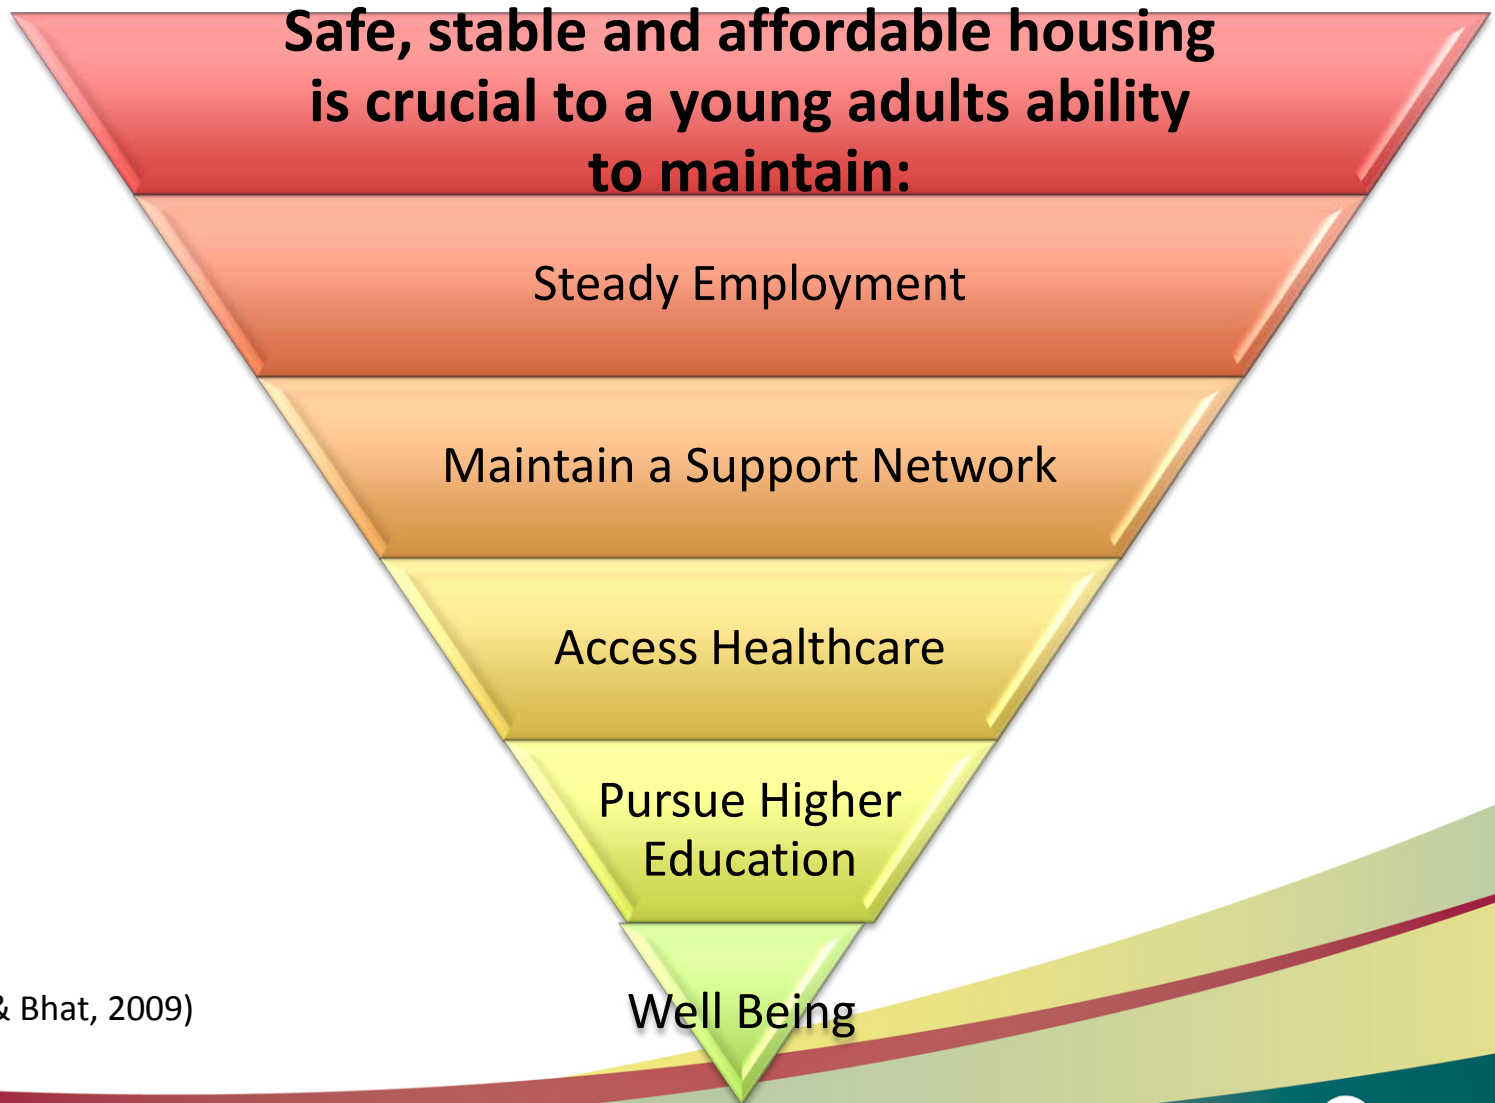 Safe, stable and affordable housing
is crucial to a young adults ability
to maintain:
Steady Employment
Maintain a Support Network
Access Healthcare
Pursue Higher
Education
Well Being
& Bhat, 2009)